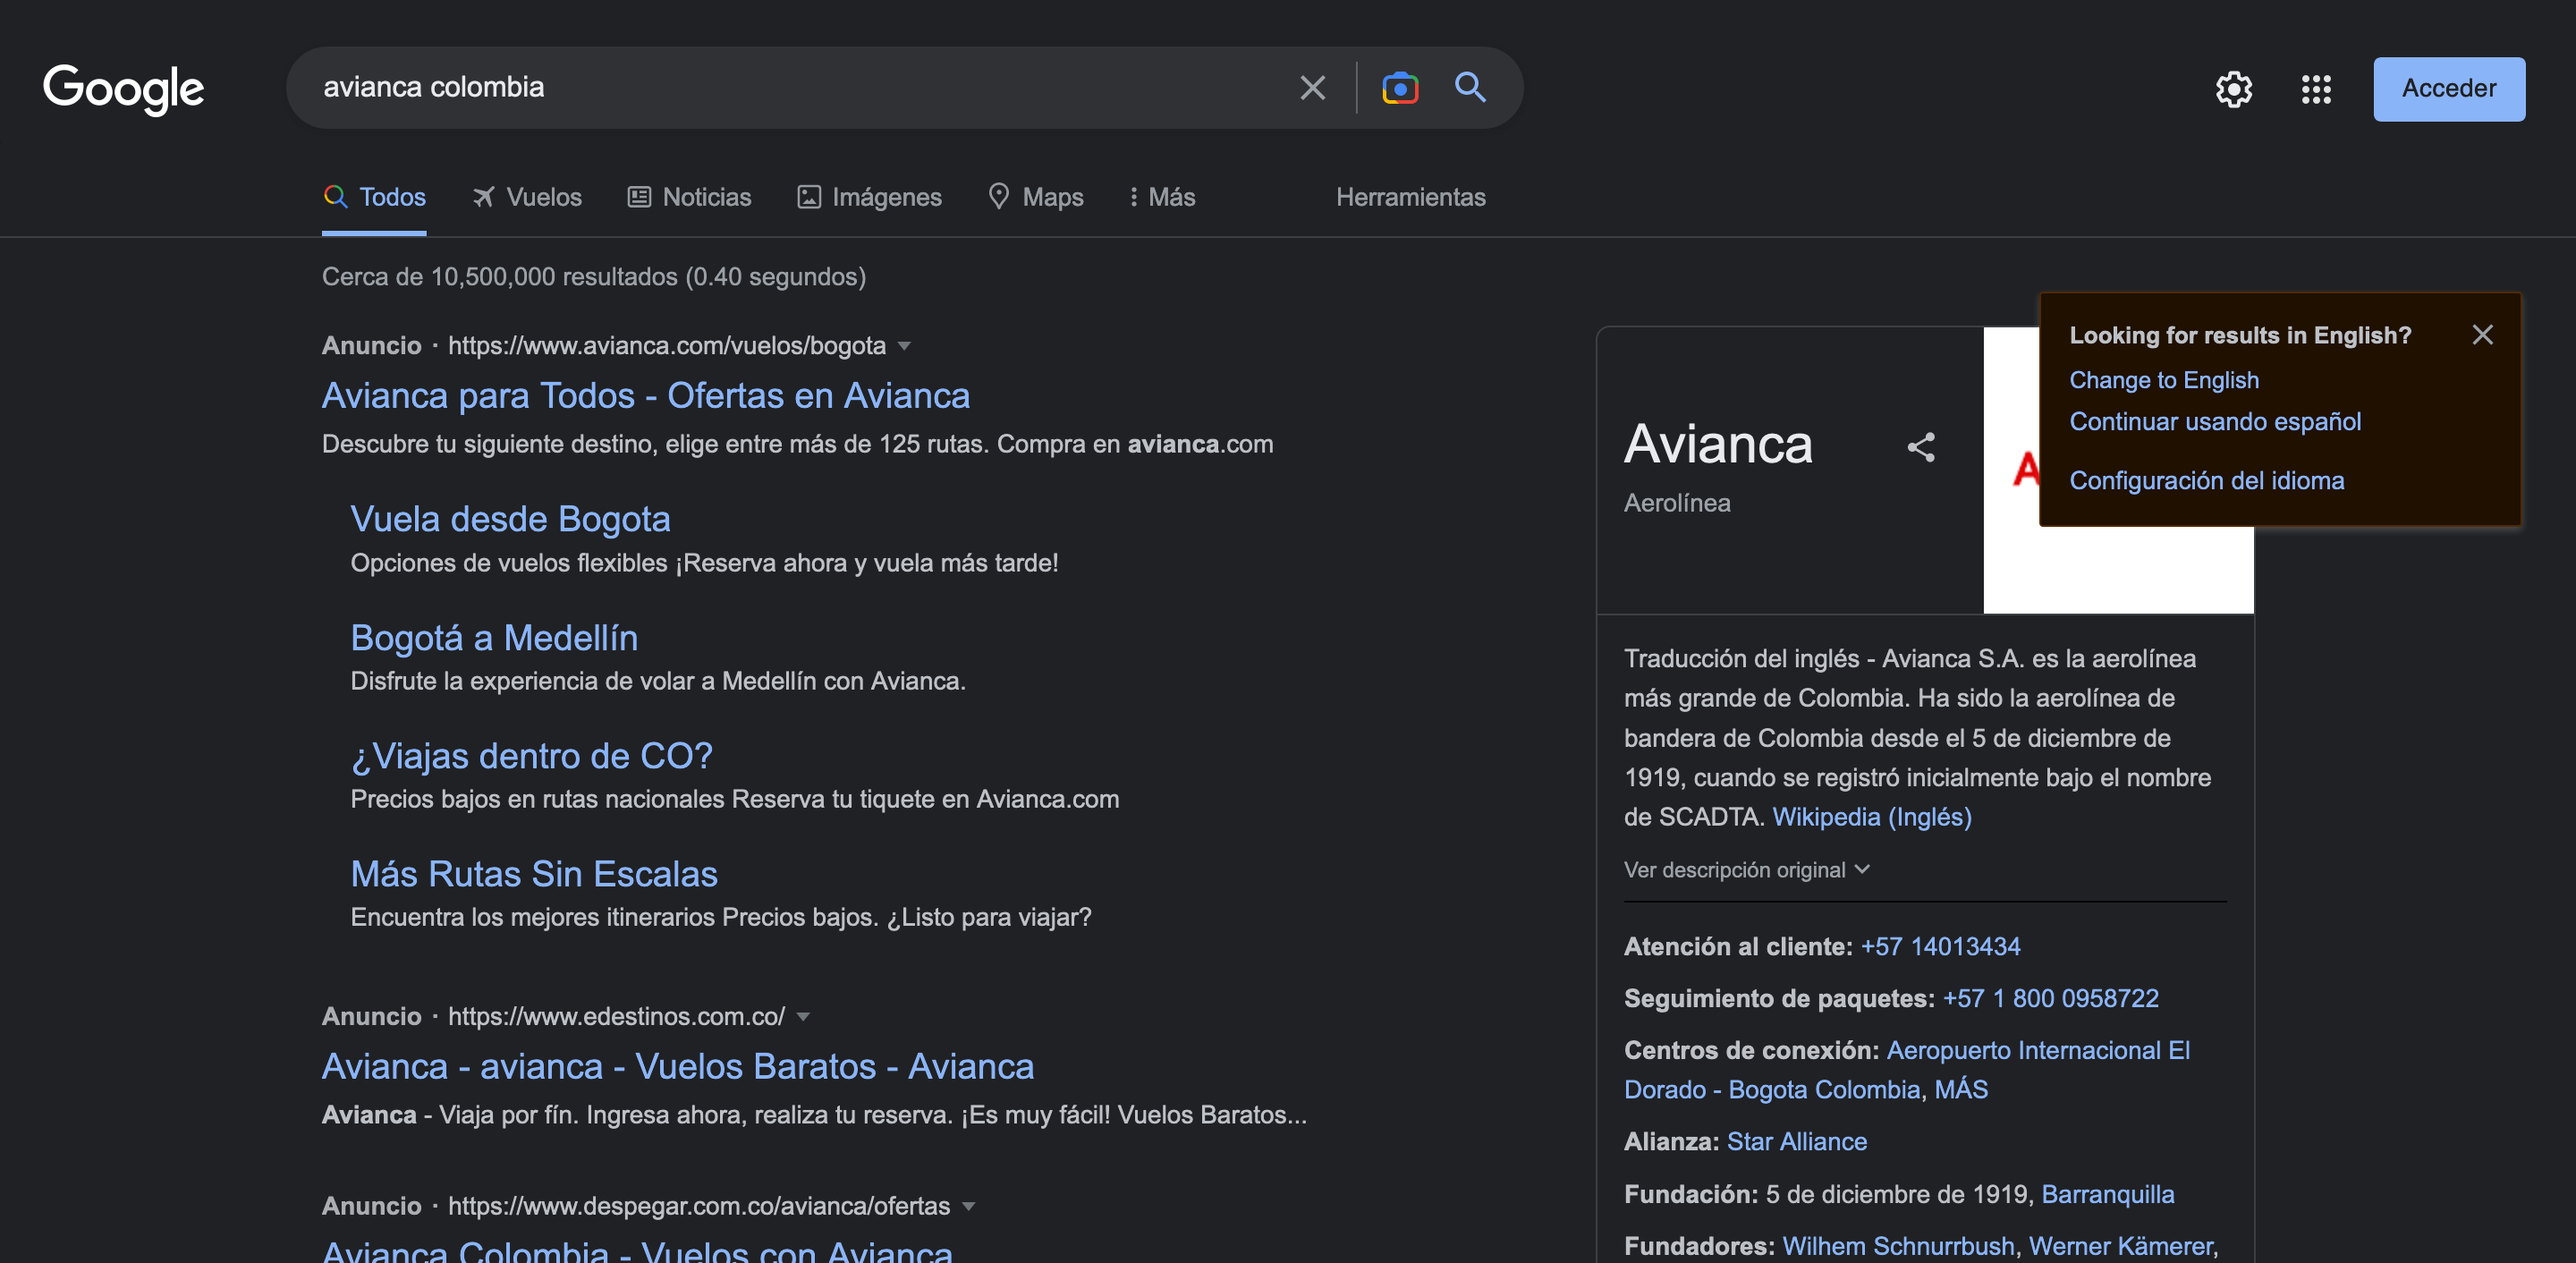 Google
avianca colombia
Acceder
Todos
Vuelos
Noticias
Imágenes
Maps
Más
Herramientas
Cerca de 10,500,000 resultados (0.40 segundos)
Anuncio · https://www.avianca.com/vuelos/bogota
Avianca para Todos - Ofertas en Avianca
Descubre tu siguiente destino, elige entre más de 125 rutas. Compra en avianca.com
Vuela desde Bogota
Opciones de vuelos flexibles ¡Reserva ahora y vuela más tarde!
Bogotá a Medellín
Disfrute la experiencia de volar a Medellín con Avianca.
¿Viajas dentro de CO?
Precios bajos en rutas nacionales Reserva tu tiquete en Avianca.com
Más Rutas Sin Escalas
Encuentra los mejores itinerarios Precios bajos. ¿Listo para viajar?
Anuncio · https://www.edestinos.com.co/
Avianca - avianca - Vuelos Baratos - Avianca
Avianca - Viaja por fín. Ingresa ahora, realiza tu reserva. ¡Es muy fácil! Vuelos Baratos...
Anuncio · https://www.despegar.com.co/avianca/ofertas
Avianca Colombia - Vuelos con Avianca
Looking for results in English?
Change to English
Continuar usando español
Configuración del idioma
Avianca
Aerolínea
A
Traducción del inglés - Avianca S.A. es la aerolínea
más grande de Colombia. Ha sido la aerolínea de
bandera de Colombia desde el 5 de diciembre de
1919, cuando se registró inicialmente bajo el nombre
de SCADTA. Wikipedia (Inglés)
Ver descripción original
Atención al cliente: +57 14013434
Seguimiento de paquetes: +57 1 800 0958722
Centros de conexión: Aeropuerto Internacional El
Dorado - Bogota Colombia, MÁS
Alianza: Star Alliance
Fundación: 5 de diciembre de 1919, Barranquilla
Fundadores: Wilhem Schnurrbush, Werner Kämerer,